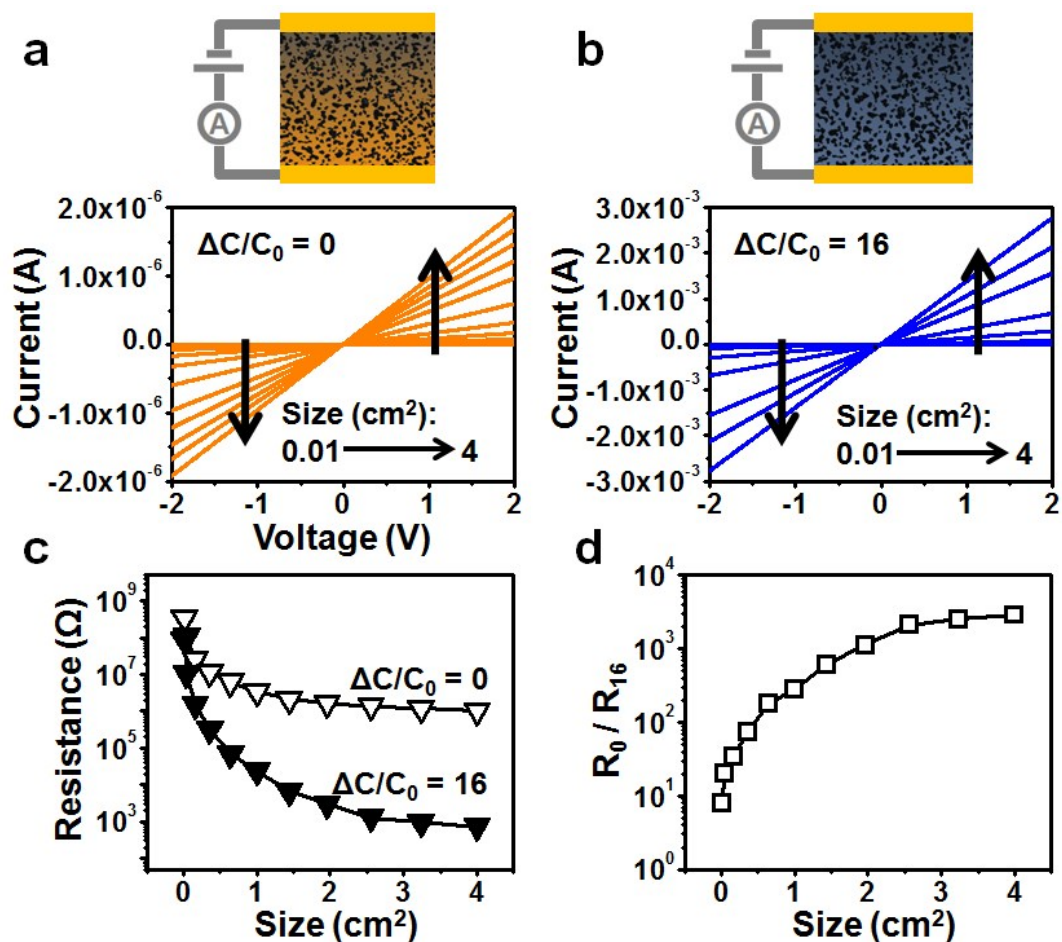 a
b
A
A
2.0x10⁻⁶
1.0x10⁻⁶
0.0
-1.0x10⁻⁶
-2.0x10⁻⁶
Current (A)
ΔC/C₀ = 0
Size (cm²):
0.01 4
-2 -1 0 1 2
Voltage (V)
3.0x10⁻³
2.0x10⁻³
1.0x10⁻³
0.0
-1.0x10⁻³
-2.0x10⁻³
-3.0x10⁻³
Current (A)
ΔC/C₀ = 16
Size (cm²):
0.01 4
-2 -1 0 1 2
c
10⁹
10⁷
10⁵
10³
Resistance (Ω)
ΔC/C₀ = 0
ΔC/C₀ = 16
0 1 2 3 4
Size (cm²)
d
10⁴
10³
10²
10¹
10⁰
R₀ / R₁₆
0 1 2 3 4
Size (cm²)